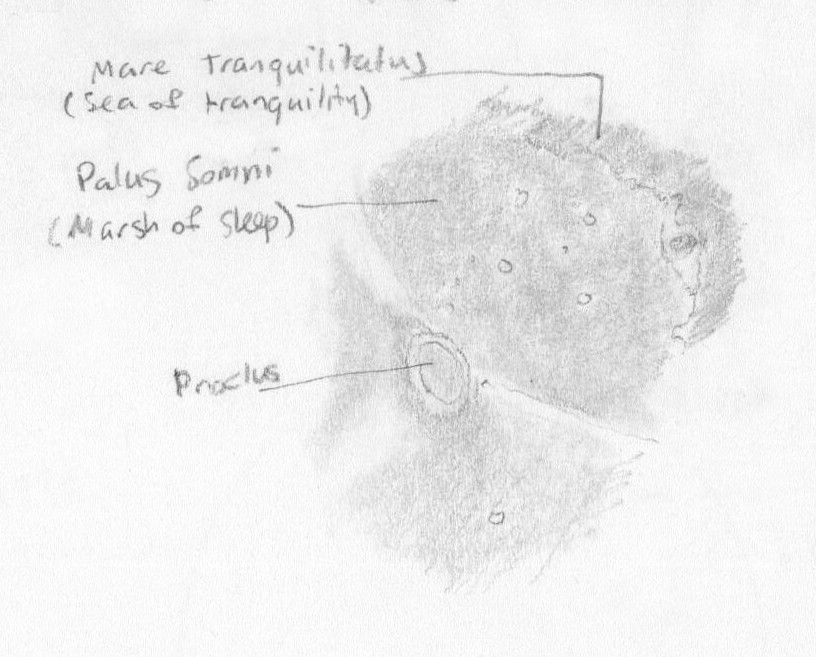 Mare Tranquilitatus
(Sea of tranquility)
Palus Somni
(Marsh of Sleep)
Proclus